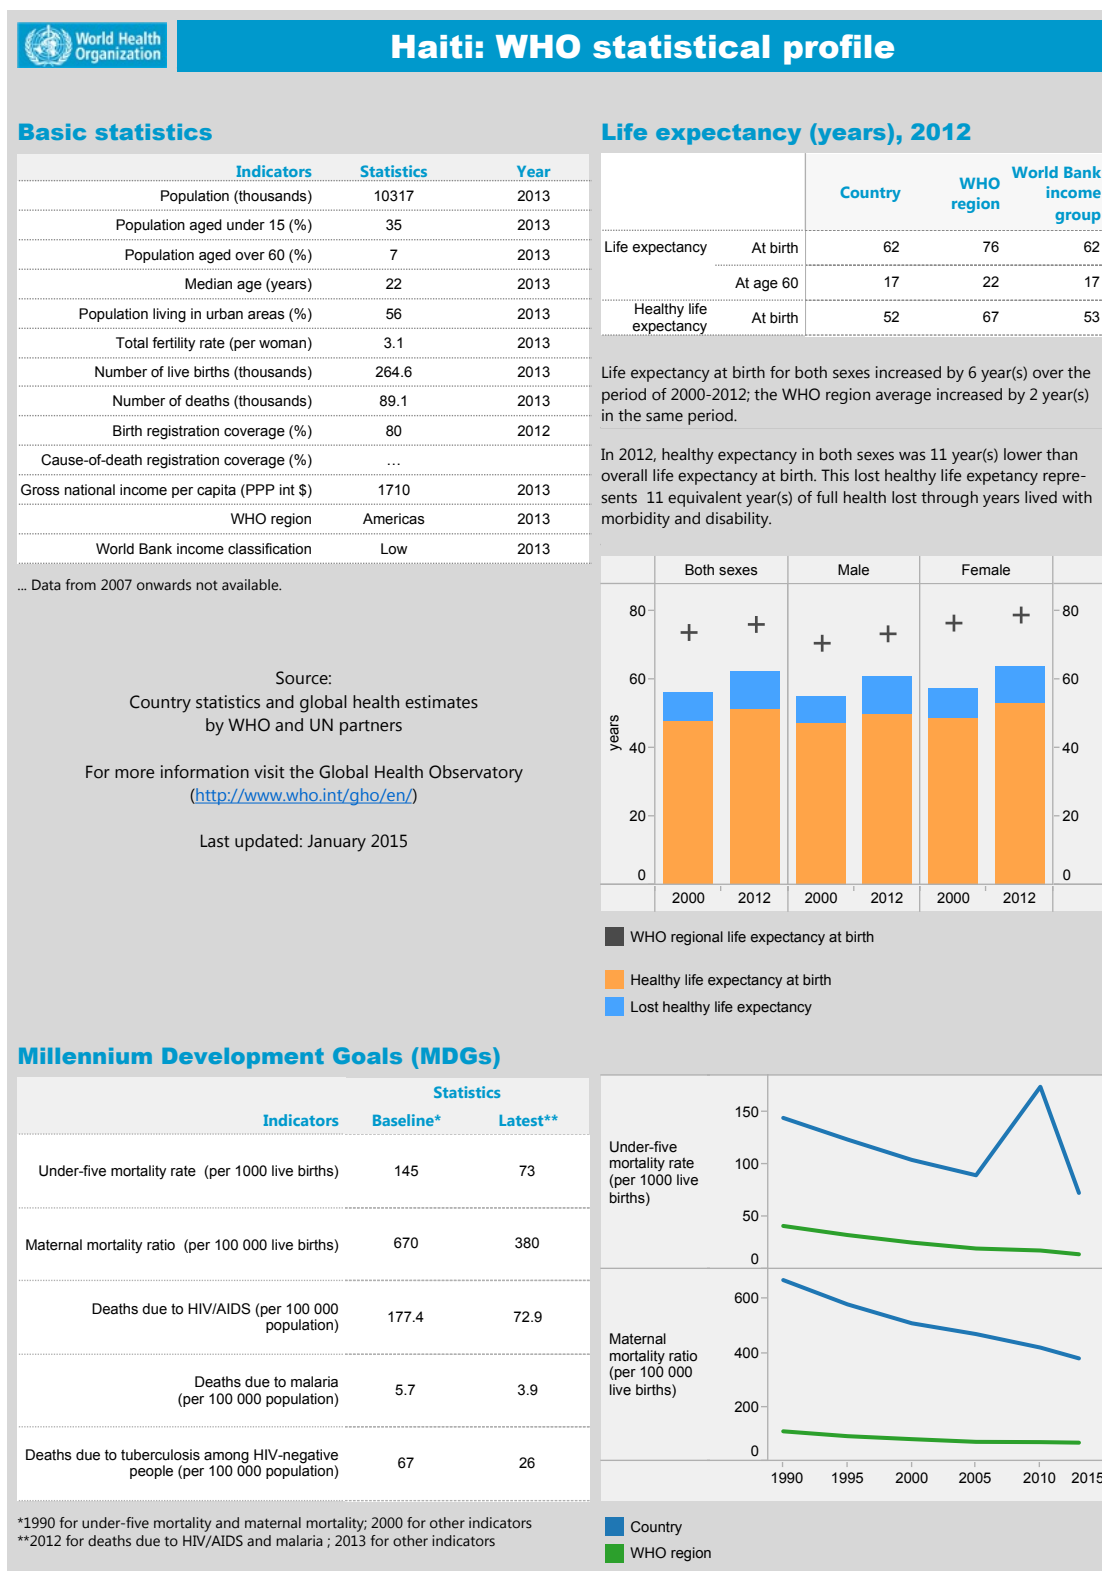 World Health
Organization
Haiti: WHO statistical profile
Basic statistics
Indicators Statistics Year
Population (thousands) 10317 2013
Population aged under 15 (%) 35 2013
Population aged over 60 (%) 7 2013
Median age (years) 22 2013
Population living in urban areas (%) 56 2013
Total fertility rate (per woman) 3.1 2013
Number of live births (thousands) 264.6 2013
Number of deaths (thousands) 89.1 2013
Birth registration coverage (%) 80 2012
Cause-of-death registration coverage (%) ...
Gross national income per capita (PPP int $) 1710 2013
WHO region Americas 2013
World Bank income classification Low 2013
... Data from 2007 onwards not available.
Source:
Country statistics and global health estimates
by WHO and UN partners
For more information visit the Global Health Observatory
(http://www.who.int/gho/en/)
Last updated: January 2015
Life expectancy (years), 2012
Country
WHO
region
World Bank
income
group
Life expectancy At birth 62 76 62
At age 60 17 22 17
Healthy life
expectancy
At birth 52 67 53
Life expectancy at birth for both sexes increased by 6 year(s) over the
period of 2000-2012; the WHO region average increased by 2 year(s)
in the same period.
In 2012, healthy expectancy in both sexes was 11 year(s) lower than
overall life expectancy at birth. This lost healthy life expetancy repre-
sents 11 equivalent year(s) of full health lost through years lived with
morbidity and disability.
Both sexes Male Female
years
80 80
60 60
40 40
20 20
0 0
2000 2012 2000 2012 2000 2012
WHO regional life expectancy at birth
Healthy life expectancy at birth
Lost healthy life expectancy
Millennium Development Goals (MDGs)
Statistics
Indicators Baseline* Latest**
Under-five mortality rate (per 1000 live births) 145 73
Maternal mortality ratio (per 100 000 live births) 670 380
Deaths due to HIV/AIDS (per 100 000
population)
177.4 72.9
Deaths due to malaria
(per 100 000 population)
5.7 3.9
Deaths due to tuberculosis among HIV-negative
people (per 100 000 population)
67 26
*1990 for under-five mortality and maternal mortality; 2000 for other indicators
**2012 for deaths due to HIV/AIDS and malaria ; 2013 for other indicators
Under-five
mortality rate
(per 1000 live
births)
150
100
50
0
Maternal
mortality ratio
(per 100 000
live births)
600
400
200
0
1990 1995 2000 2005 2010 2015
Country
WHO region